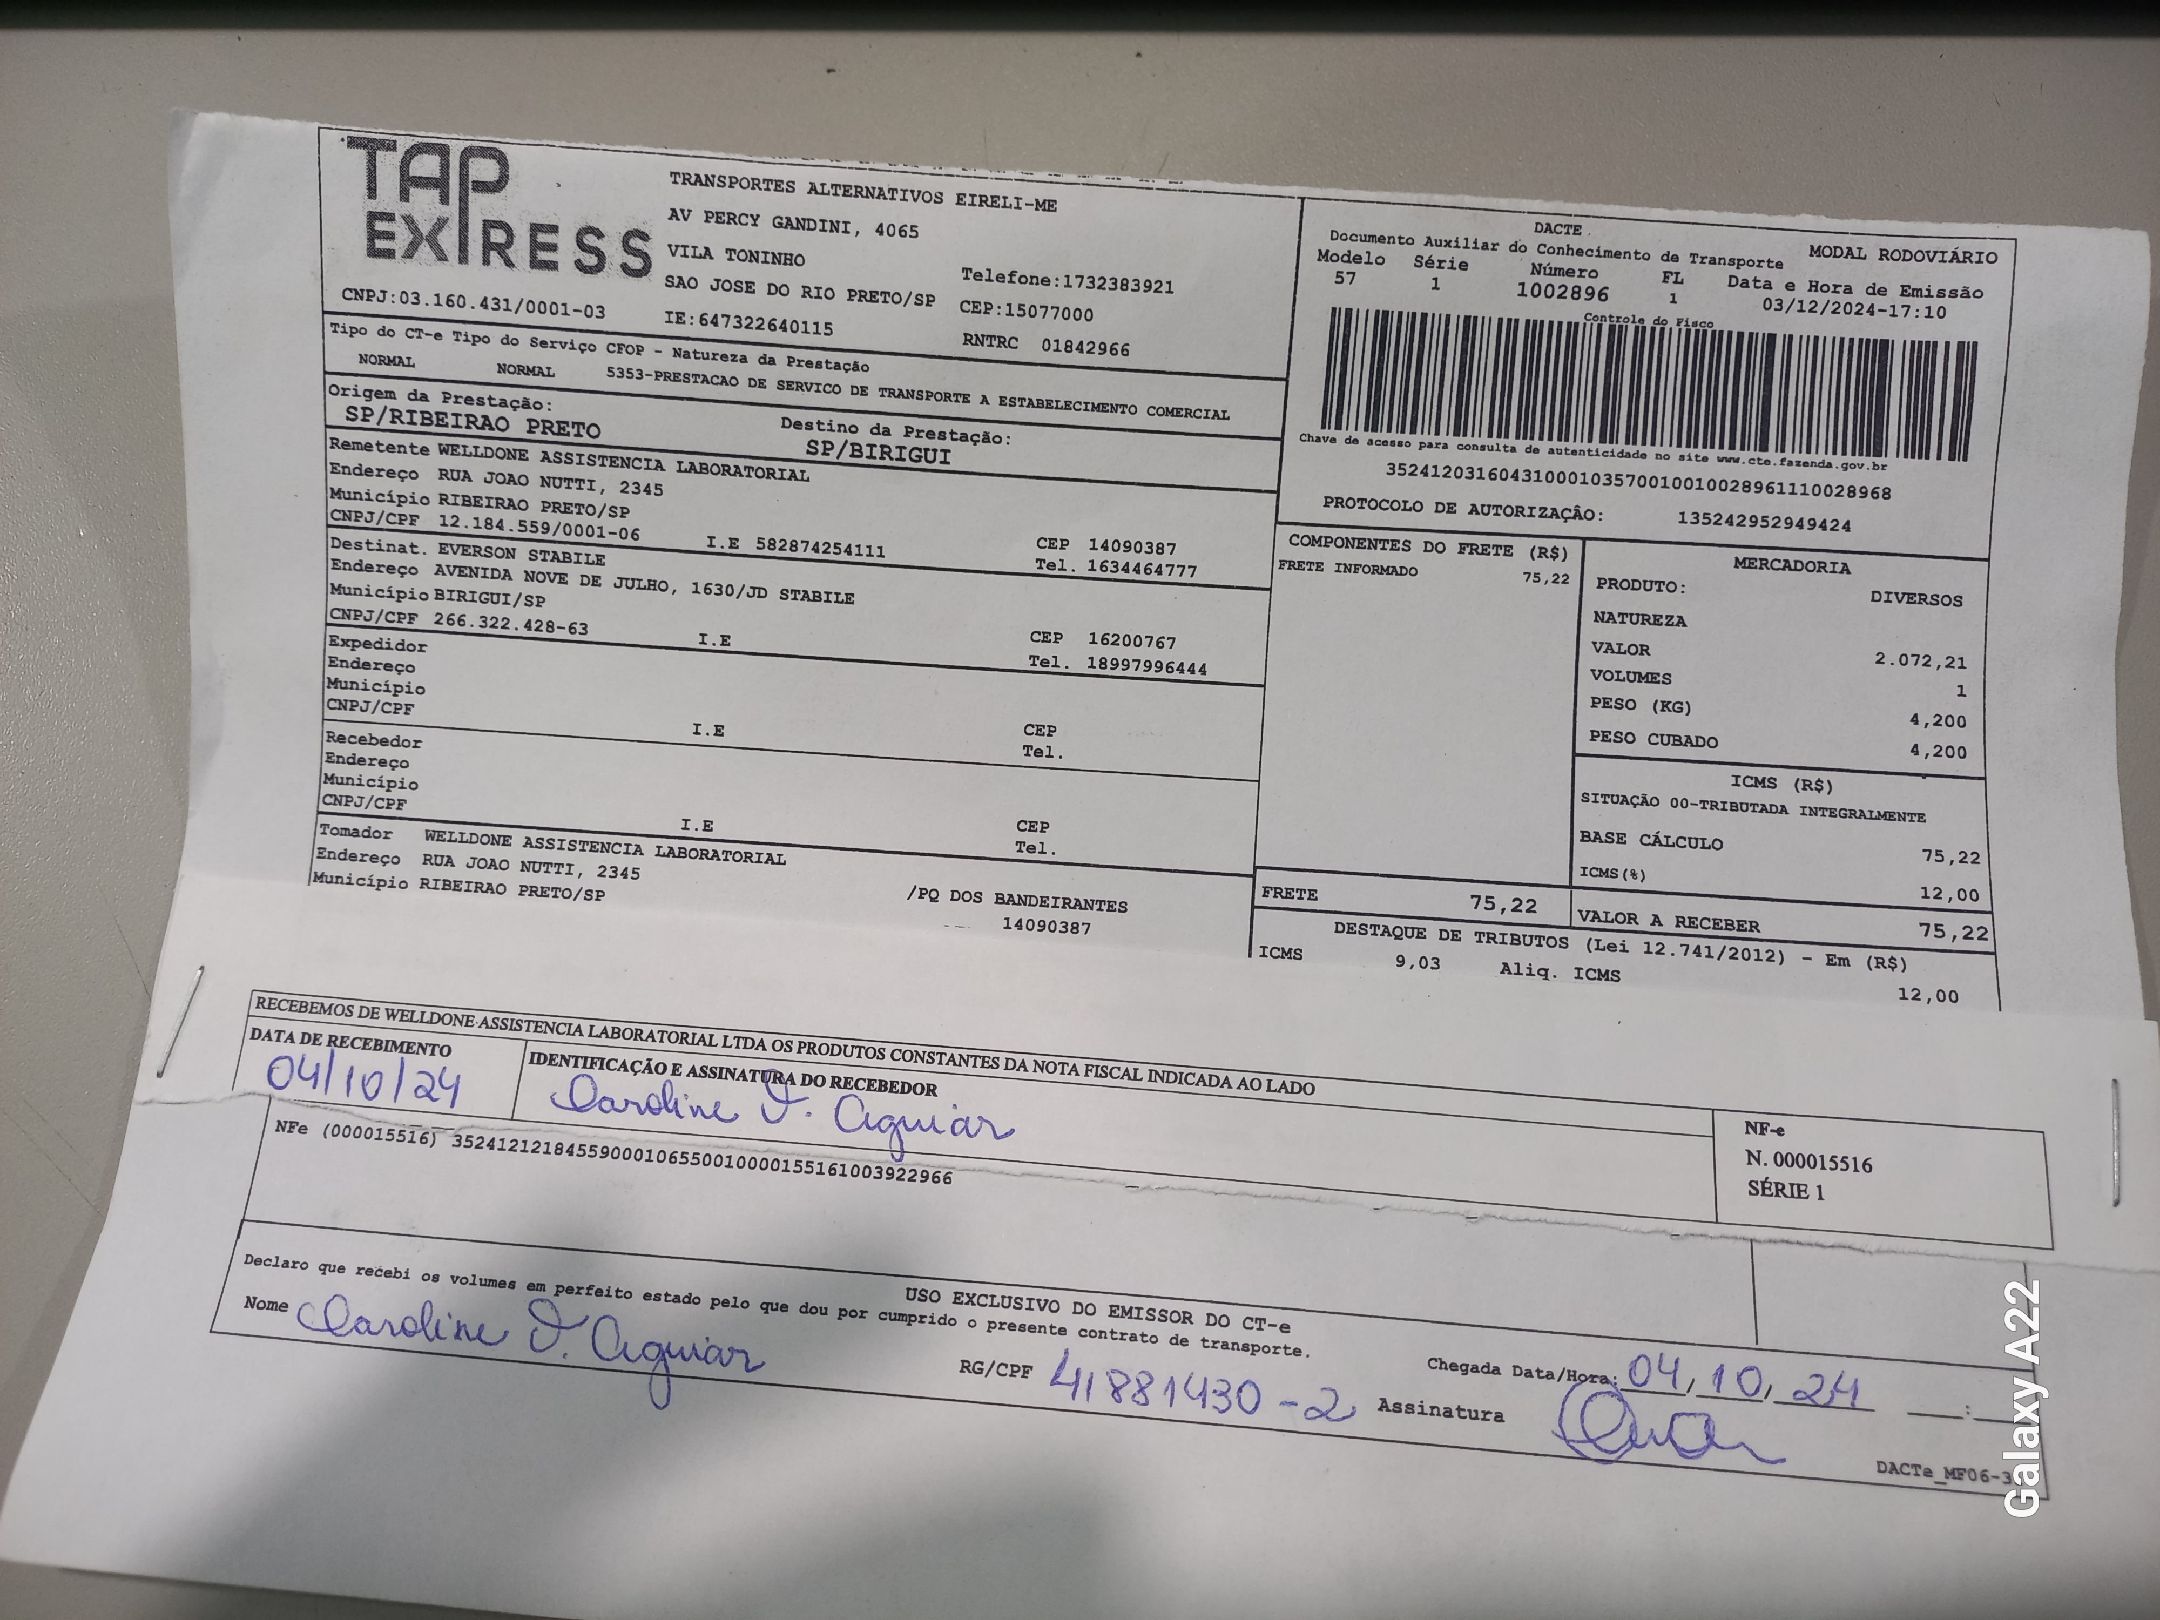 TAP EXPRESS
TRANSPORTES ALTERNATIVOS EIRELI-ME
AV PERCY GANDINI, 4065
VILA TONINHO
SAO JOSE DO RIO PRETO/SP
Telefone:1732383921
CEP:15077000
CNPJ:03.160.431/0001-03
IE:647322640115
RNTRC 01842966
DACTE
MODAL RODOVIÁRIO
Documento Auxiliar do Conhecimento de Transporte
Modelo Série Número FL Data e Hora de Emissão
57 1 1002896 1 03/12/2024-17:10
Controle do Fisco
Chave de acesso para consulta de autenticidade no site www.cte.fazenda.gov.br
35241203160431000103570010010028961110028968
PROTOCOLO DE AUTORIZAÇÂO: 135242952949424
Tipo do CT-e Tipo do Serviço CFOP - Natureza da Prestação
NORMAL NORMAL 5353-PRESTACAO DE SERVICO DE TRANSPORTE A ESTABELECIMENTO COMERCIAL
Origem da Prestação: Destino da Prestação:
SP/RIBEIRAO PRETO SP/BIRIGUI
Remetente WELLDONE ASSISTENCIA LABORATORIAL
Endereço RUA JOAO NUTTI, 2345
Município RIBEIRAO PRETO/SP CEP 14090387
CNPJ/CPF 12.184.559/0001-06 I.E 582874254111 Tel. 1634464777
Destinat. EVERSON STABILE
Endereço AVENIDA NOVE DE JULHO, 1630/JD STABILE
Município BIRIGUI/SP CEP 16200767
CNPJ/CPF 266.322.428-63 I.E Tel. 18997996444
Expedidor
Endereço
Município CEP
CNPJ/CPF I.E Tel.
Recebedor
Endereço
Município CEP
CNPJ/CPF I.E Tel.
Tomador WELLDONE ASSISTENCIA LABORATORIAL
Endereço RUA JOAO NUTTI, 2345 /PQ DOS BANDEIRANTES
Município RIBEIRAO PRETO/SP 14090387
COMPONENTES DO FRETE (R$)
FRETE INFORMADO 75,22
MERCADORIA
PRODUTO: DIVERSOS
NATUREZA
VALOR 2.072,21
VOLUMES 1
PESO (KG) 4,200
PESO CUBADO 4,200
ICMS (R$)
SITUAÇÃO 00-TRIBUTADA INTEGRALMENTE
BASE CÁLCULO 75,22
ICMS(%) 12,00
FRETE 75,22 VALOR A RECEBER 75,22
DESTAQUE DE TRIBUTOS (Lei 12.741/2012) - Em (R$)
ICMS 9,03 Aliq. ICMS 12,00
RECEBEMOS DE WELLDONE ASSISTENCIA LABORATORIAL LTDA OS PRODUTOS CONSTANTES DA NOTA FISCAL INDICADA AO LADO
DATA DE RECEBIMENTO IDENTIFICAÇÃO E ASSINATURA DO RECEBEDOR
04/10/24 Caroline D. Aguiar
NF-e
N. 000015516
SÉRIE 1
NFe (000015516) 35241212184559000106550010000155161003922966
USO EXCLUSIVO DO EMISSOR DO CT-e
Declaro que recebi os volumes em perfeito estado pelo que dou por cumprido o presente contrato de transporte.
Nome Caroline D. Aguiar RG/CPF 41881430-2 Assinatura
Chegada Data/Hora: 04, 10, 24 :
DACTe_MF06-3
Galaxy A22